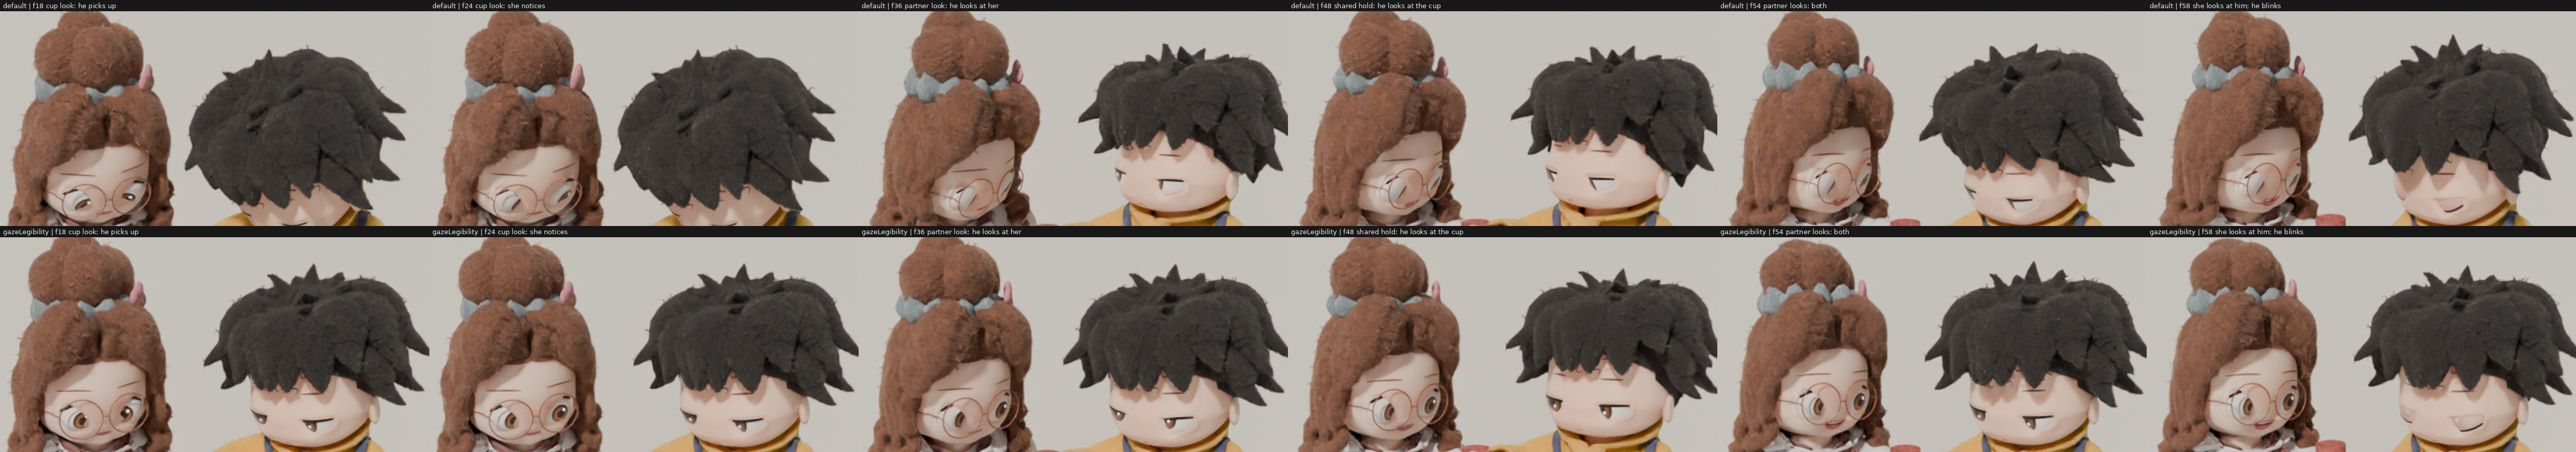 default | f18 cup look: he picks up
default | f24 cup look: she notices
default | f36 partner look: he looks at her
default | f48 shared hold: he looks at the cup
default | f54 partner looks: both
default | f58 she looks at him; he blinks
gazeLegibility | f18 cup look: he picks up
gazeLegibility | f24 cup look: she notices
gazeLegibility | f36 partner look: he looks at her
gazeLegibility | f48 shared hold: he looks at the cup
gazeLegibility | f54 partner looks: both
gazeLegibility | f58 she looks at him; he blinks